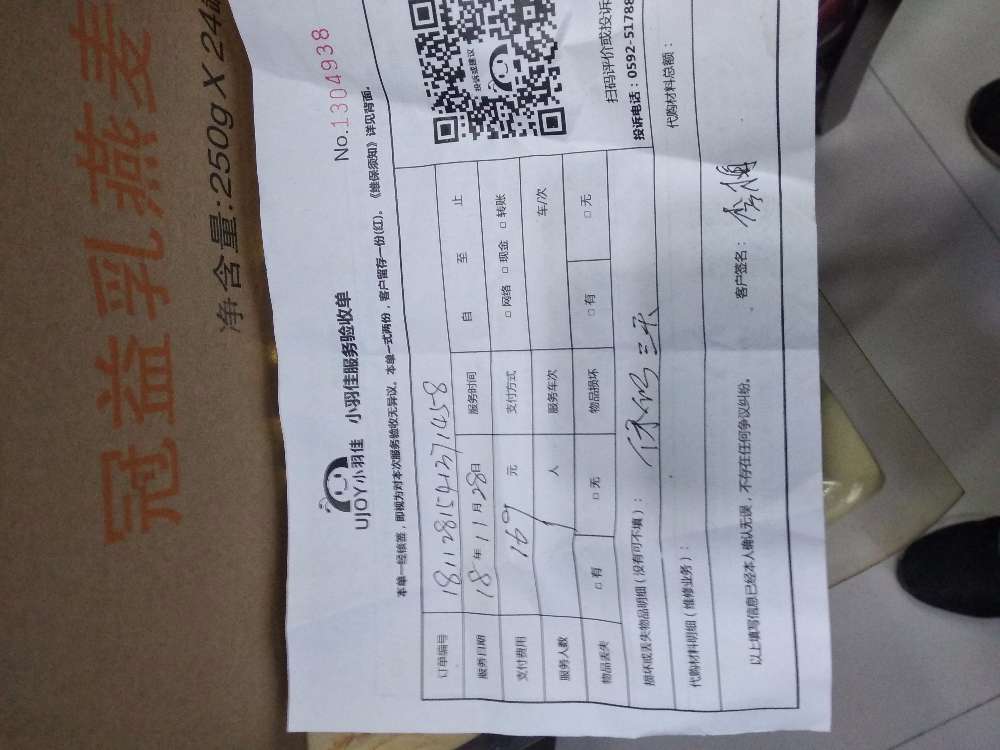 冠益乳燕麦
净含量:250g X 24
No.1304938
UJOY小羽佳 小羽佳服务验收单
本单一经核签，即视为对本次服务验收无异议。本单一式两份，客户留存一份(红)。《维保须知》详见背面。
订单编号 1811281541371458
服务日期 18年11月28日 服务时间 自 至 止
支付费用 169 元 支付方式 □ 网络 □ 现金 □ 转账
服务人数 人 服务车次 车/次
物品丢失 □ 有 □ 无 物品损坏 □ 有 □ 无
损坏或丢失物品明细（没有可不填）： 三天
代购材料明细（维修业务）： 代购材料总额：
以上填写信息已经本人确认无误，不存在任何争议纠纷。 客户签名：
投诉或建议
扫码评价或投诉
投诉电话：0592-51788